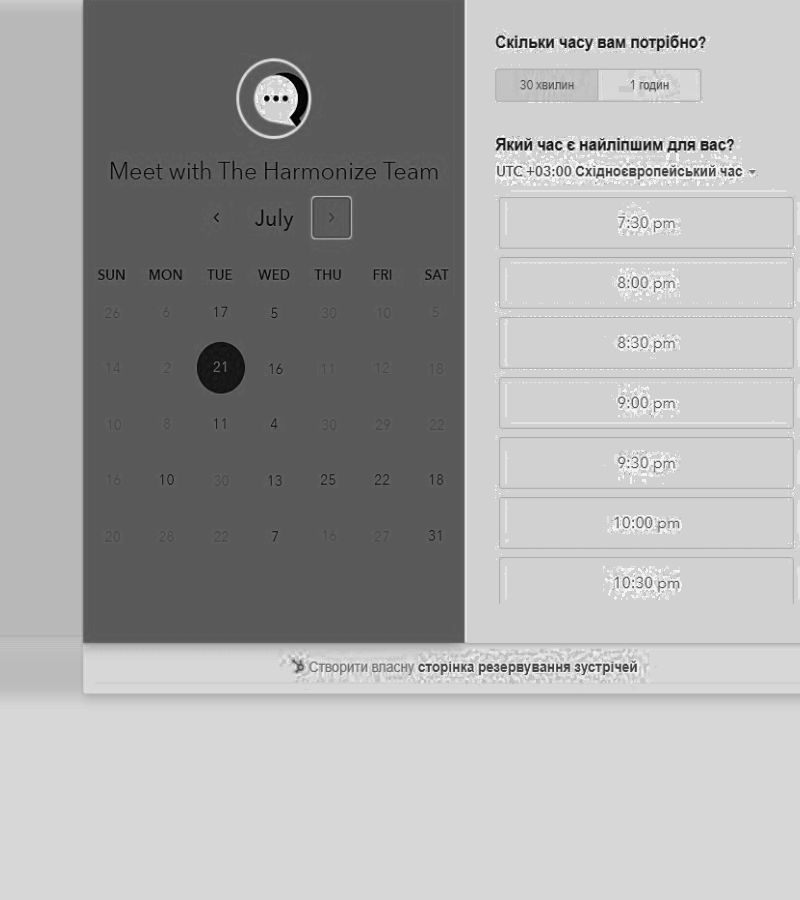 Meet with The Harmonize Team
July
SUN MON TUE WED THU FRI SAT
26 6 17 5 30 10 5
14 2 21 16 11 12 18
10 8 11 4 30 29 22
16 10 30 13 25 22 18
20 28 22 7 16 27 31
Скільки часу вам потрібно?
30 хвилин 1 годин
Який час є найліпшим для вас?
UTC +03:00 Східноєвропейський час
7:30 pm
8:00 pm
8:30 pm
9:00 pm
9:30 pm
10:00 pm
10:30 pm
Створити власну сторінка резервування зустрічей